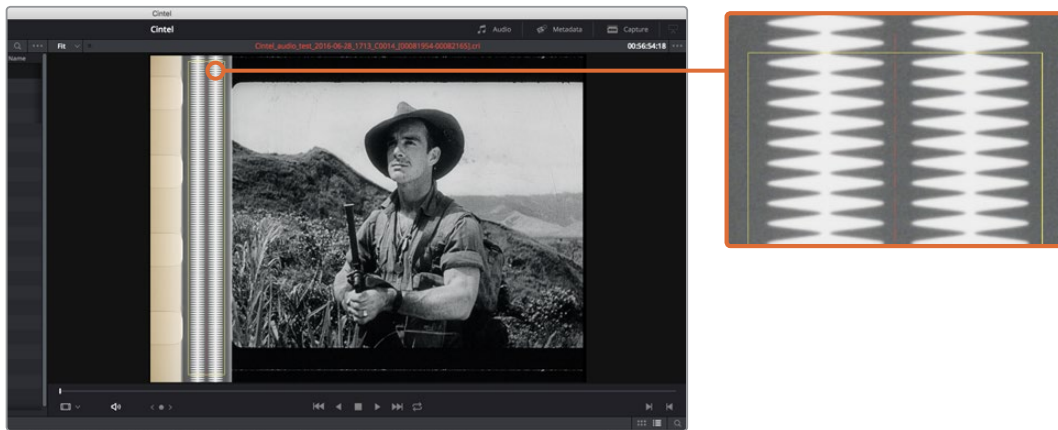 Cintel
Cintel
Audio
Metadata
Capture
Fit
Cintel_audio_test_2016-06-28_1713_C0014_[00081954-00082165].cri
00:56:54:18
Name